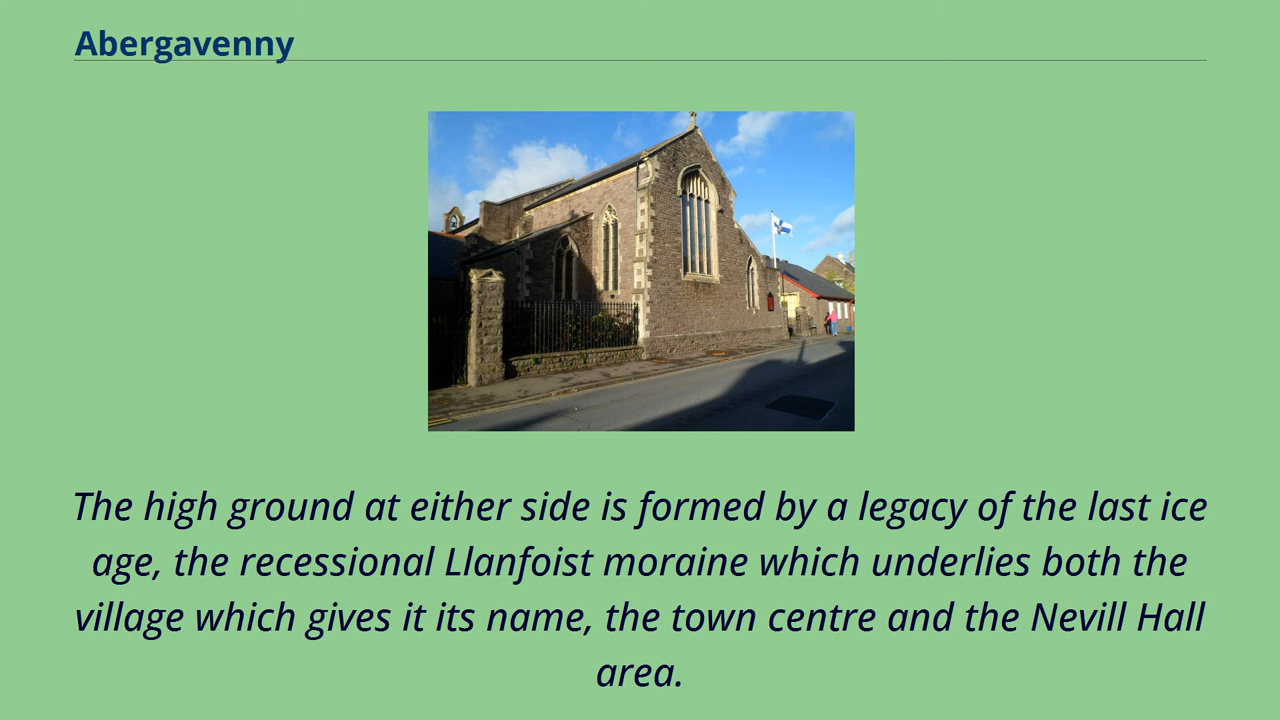 Abergavenny
The high ground at either side is formed by a legacy of the last ice
age, the recessional Llanfoist moraine which underlies both the
village which gives it its name, the town centre and the Nevill Hall
area.